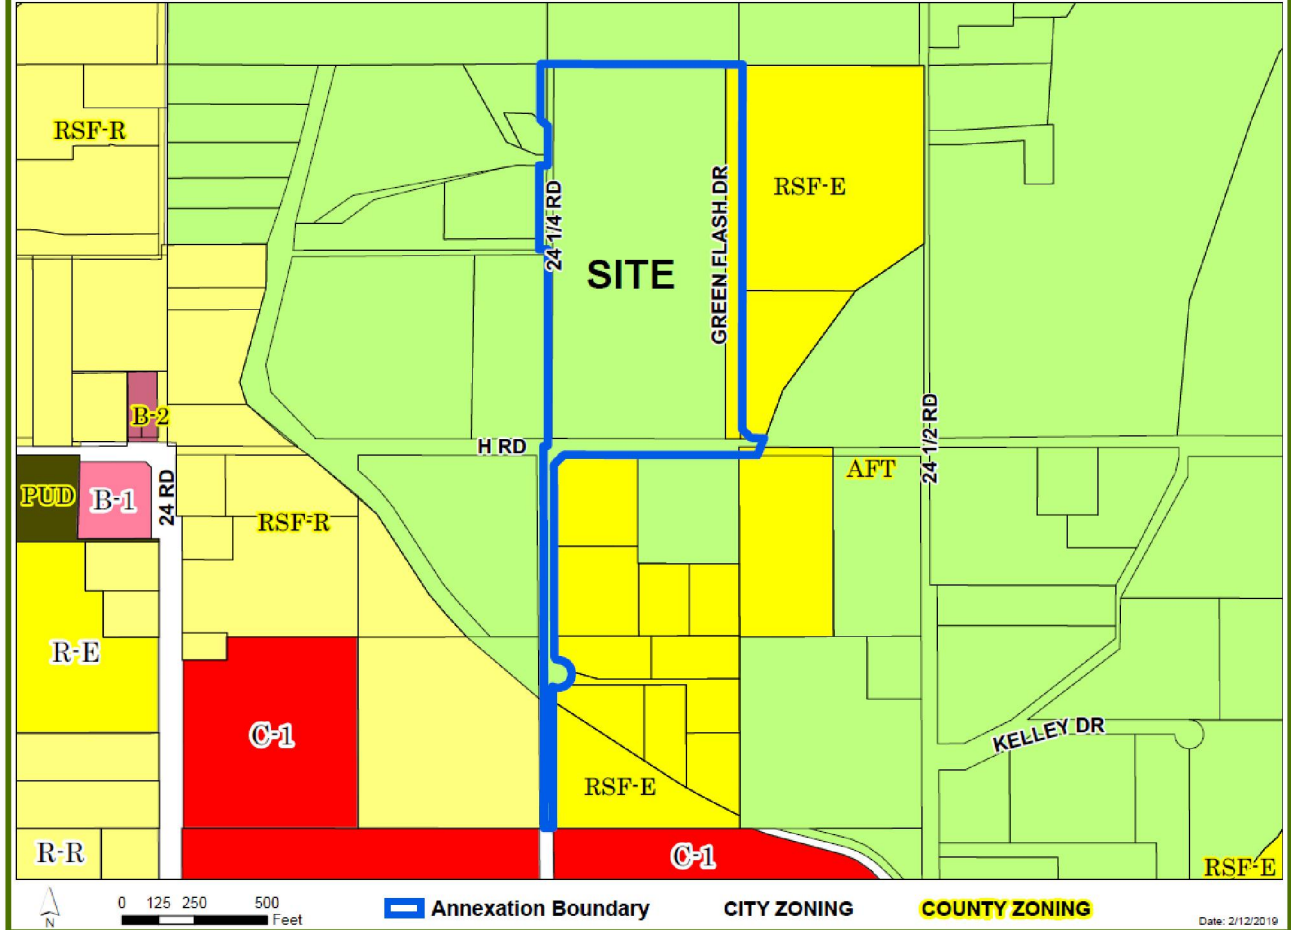 RSF-R
RSF-E
24 1/4 RD
GREEN FLASH DR
SITE
B-2
24 1/2 RD
H RD
AFT
PUD
B-1
24 RD
RSF-R
R-E
C-1
KELLEY DR
RSF-E
R-R
C-1
RSF-E
N
0 125 250 500
Feet
Annexation Boundary
CITY ZONING
COUNTY ZONING
Date: 2/12/2019